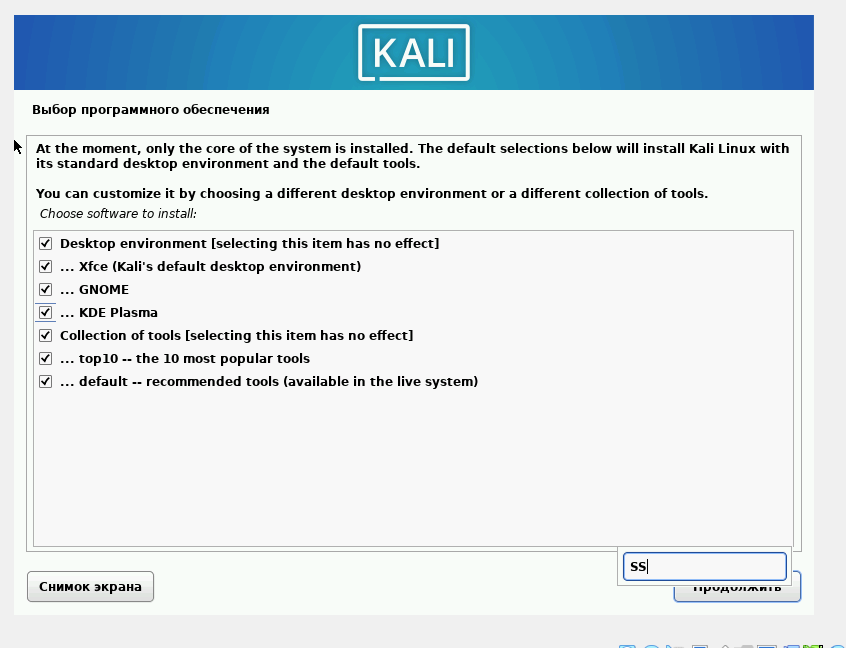 KALI
Выбор программного обеспечения
At the moment, only the core of the system is installed. The default selections below will install Kali Linux with
its standard desktop environment and the default tools.
You can customize it by choosing a different desktop environment or a different collection of tools.
Choose software to install:
Desktop environment [selecting this item has no effect]
... Xfce (Kali's default desktop environment)
... GNOME
... KDE Plasma
Collection of tools [selecting this item has no effect]
... top10 -- the 10 most popular tools
... default -- recommended tools (available in the live system)
ss
Снимок экрана
Продолжить